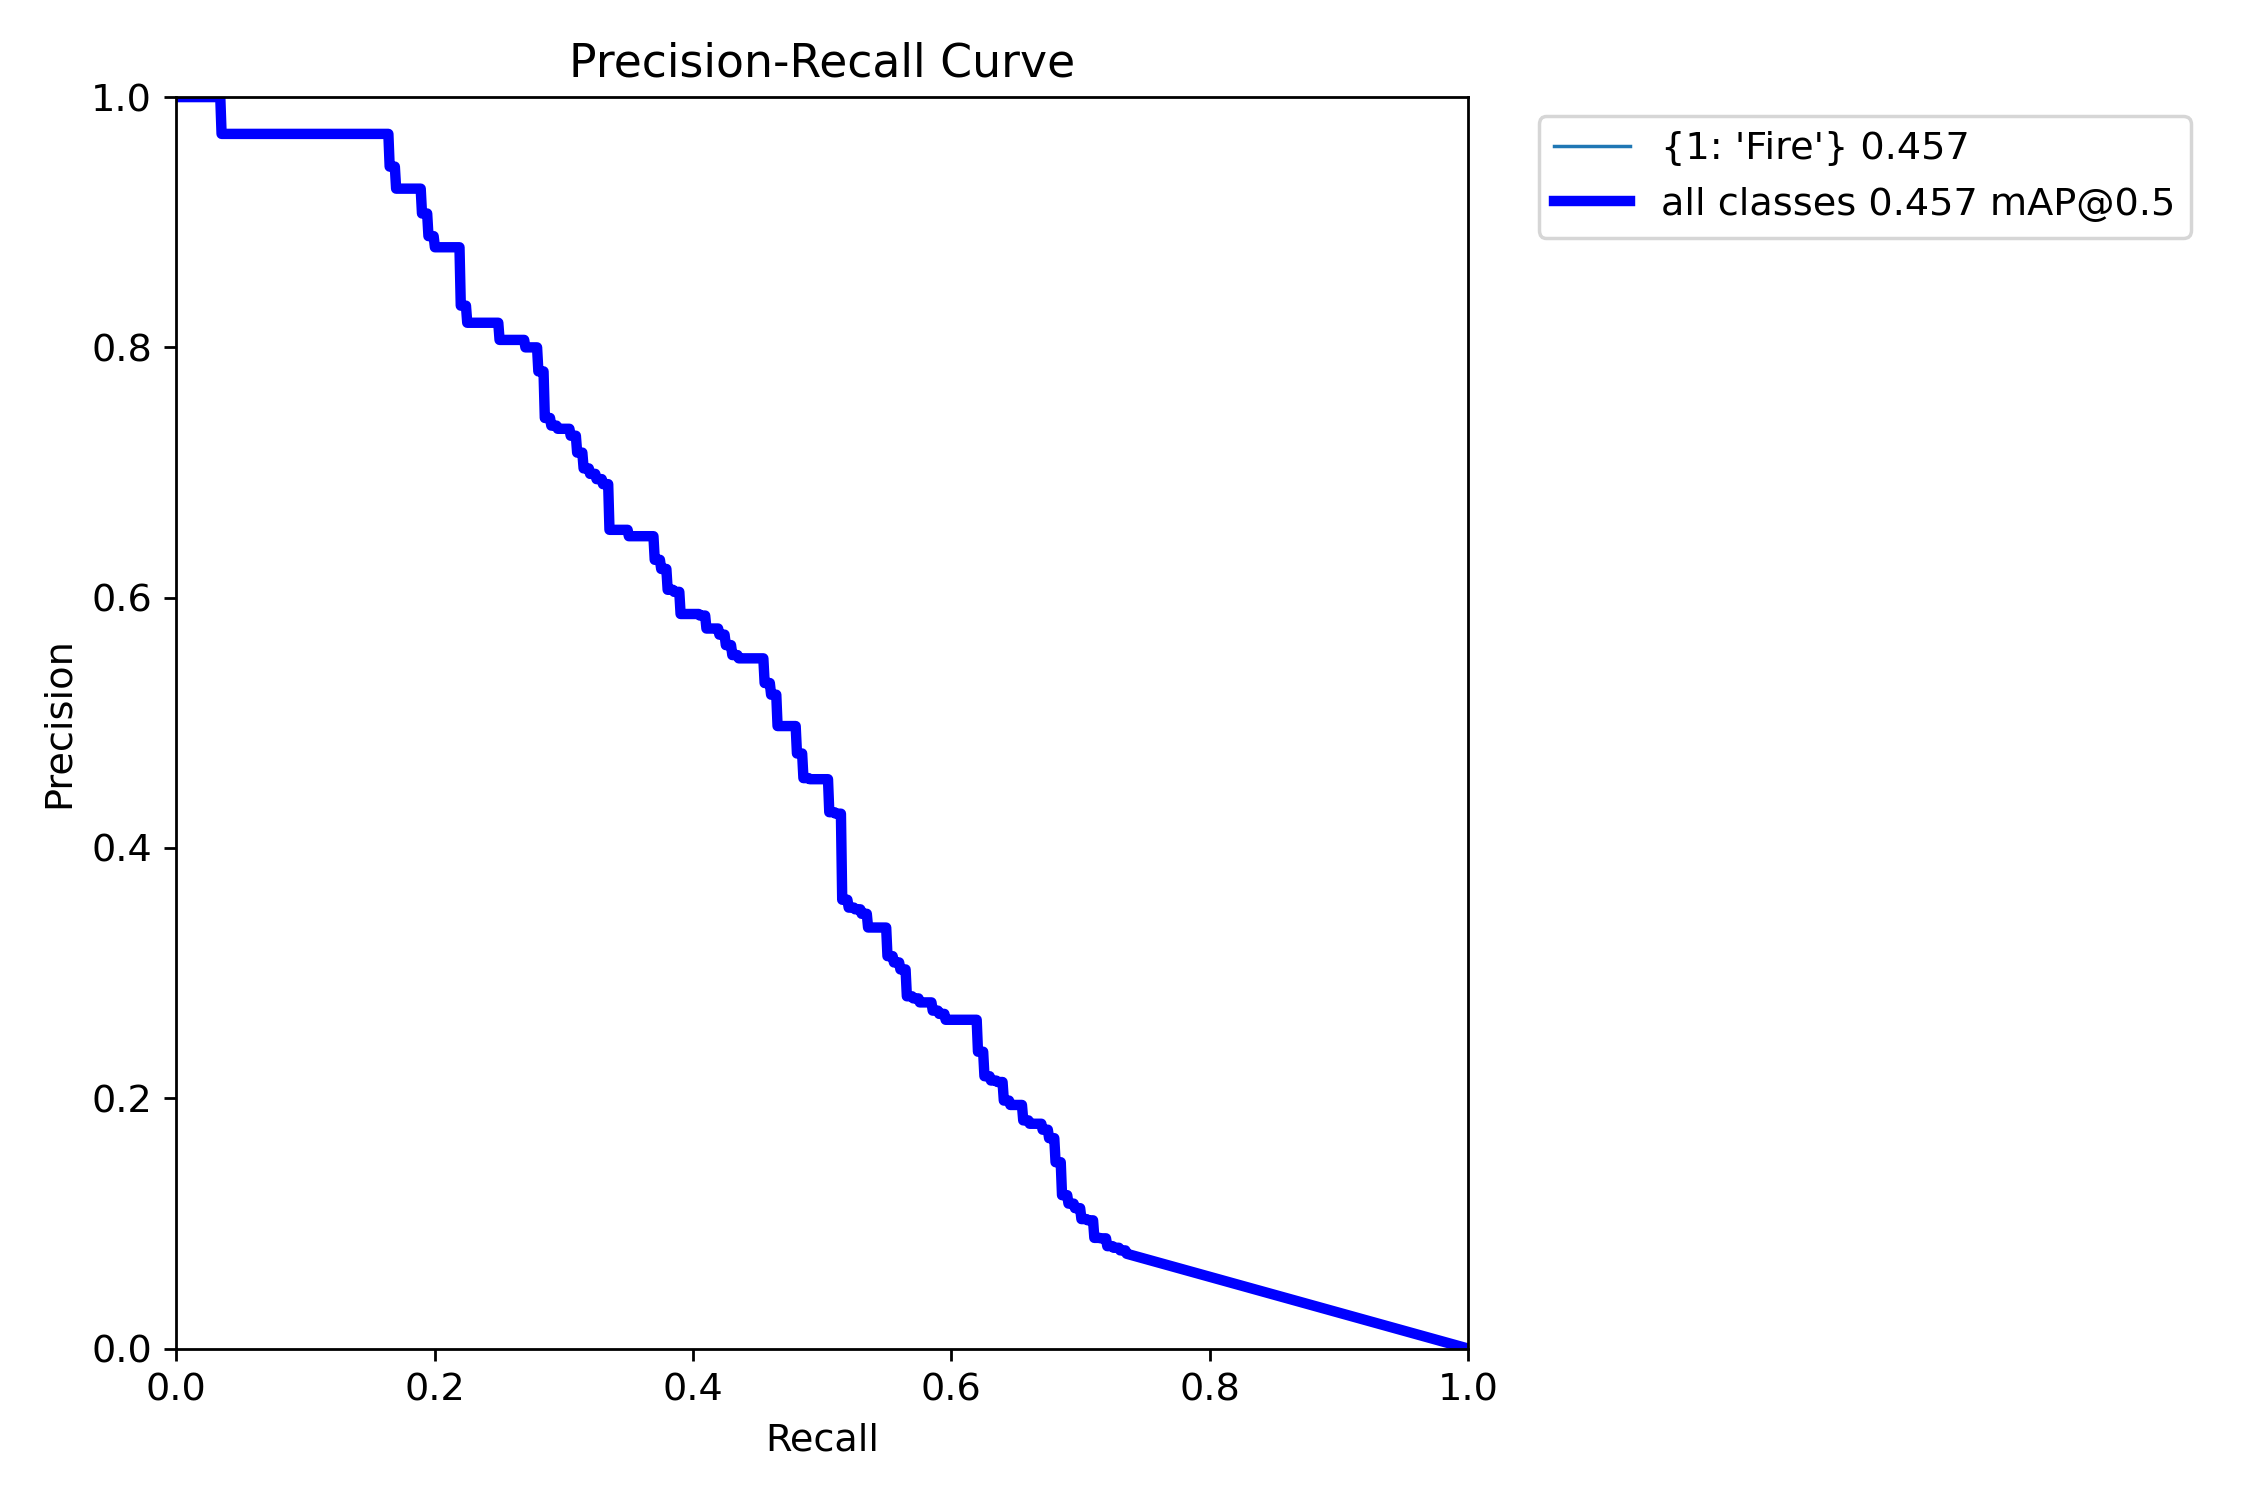 Precision-Recall Curve
1.0
0.8
0.6
0.4
0.2
0.0
Precision
0.0 0.2 0.4 0.6 0.8 1.0
Recall
{1: 'Fire'} 0.457
all classes 0.457 mAP@0.5